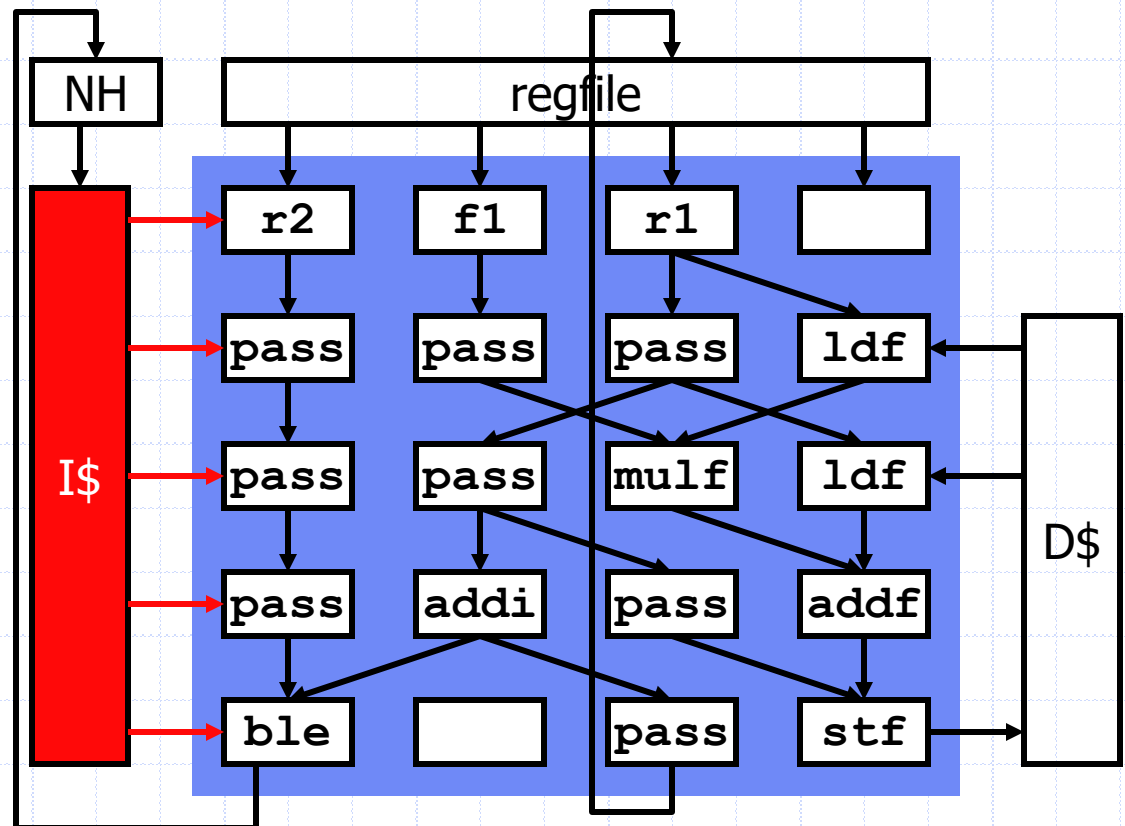 NH regfile
r2 f1 r1
pass pass pass ldf
I$ pass pass mulf ldf
D$
pass addi pass addf
ble pass stf